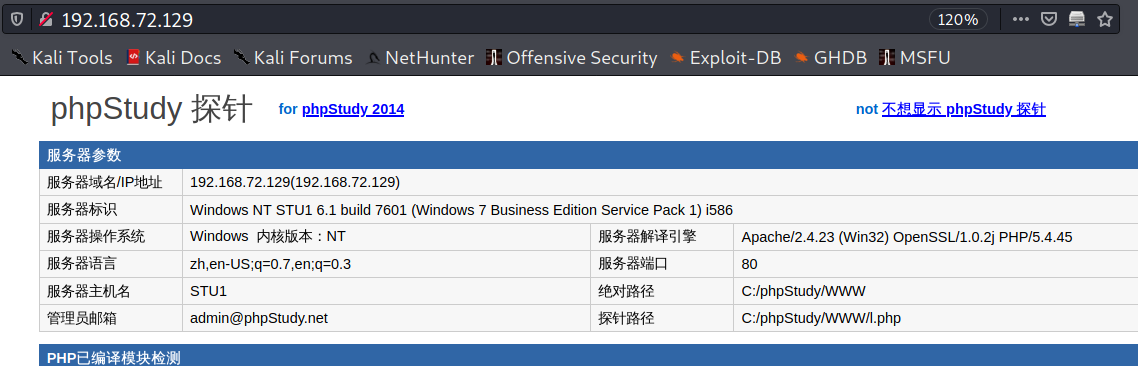 192.168.72.129 120%
Kali Tools Kali Docs Kali Forums NetHunter Offensive Security Exploit-DB GHDB MSFU
phpStudy 探针 for phpStudy 2014 not 不想显示 phpStudy 探针
服务器参数
服务器域名/IP地址 192.168.72.129(192.168.72.129)
服务器标识 Windows NT STU1 6.1 build 7601 (Windows 7 Business Edition Service Pack 1) i586
服务器操作系统 Windows 内核版本：NT 服务器解译引擎 Apache/2.4.23 (Win32) OpenSSL/1.0.2j PHP/5.4.45
服务器语言 zh,en-US;q=0.7,en;q=0.3 服务器端口 80
服务器主机名 STU1 绝对路径 C:/phpStudy/WWW
管理员邮箱 admin@phpStudy.net 探针路径 C:/phpStudy/WWW/l.php
PHP已编译模块检测